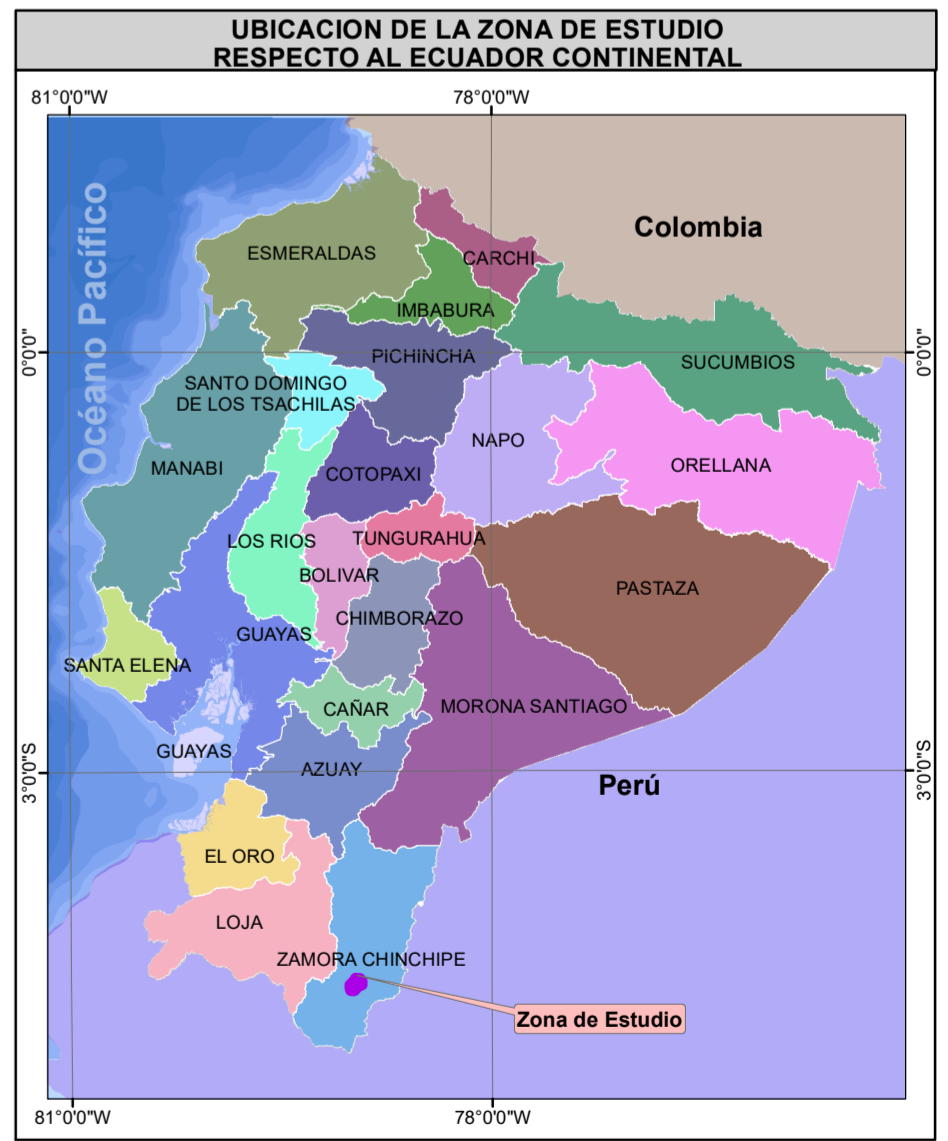 UBICACION DE LA ZONA DE ESTUDIO
RESPECTO AL ECUADOR CONTINENTAL
81°0'0"W
78°0'0"W
Océano Pacífico
Colombia
ESMERALDAS
CARCHI
IMBABURA
0°0'0"
0°0'0"
PICHINCHA
SUCUMBIOS
SANTO DOMINGO
DE LOS TSACHILAS
NAPO
MANABI
COTOPAXI
ORELLANA
LOS RIOS
TUNGURAHUA
BOLIVAR
PASTAZA
CHIMBORAZO
GUAYAS
SANTA ELENA
CAÑAR
MORONA SANTIAGO
GUAYAS
AZUAY
3°0'0"S
3°0'0"S
Perú
EL ORO
LOJA
ZAMORA CHINCHIPE
Zona de Estudio
81°0'0"W
78°0'0"W